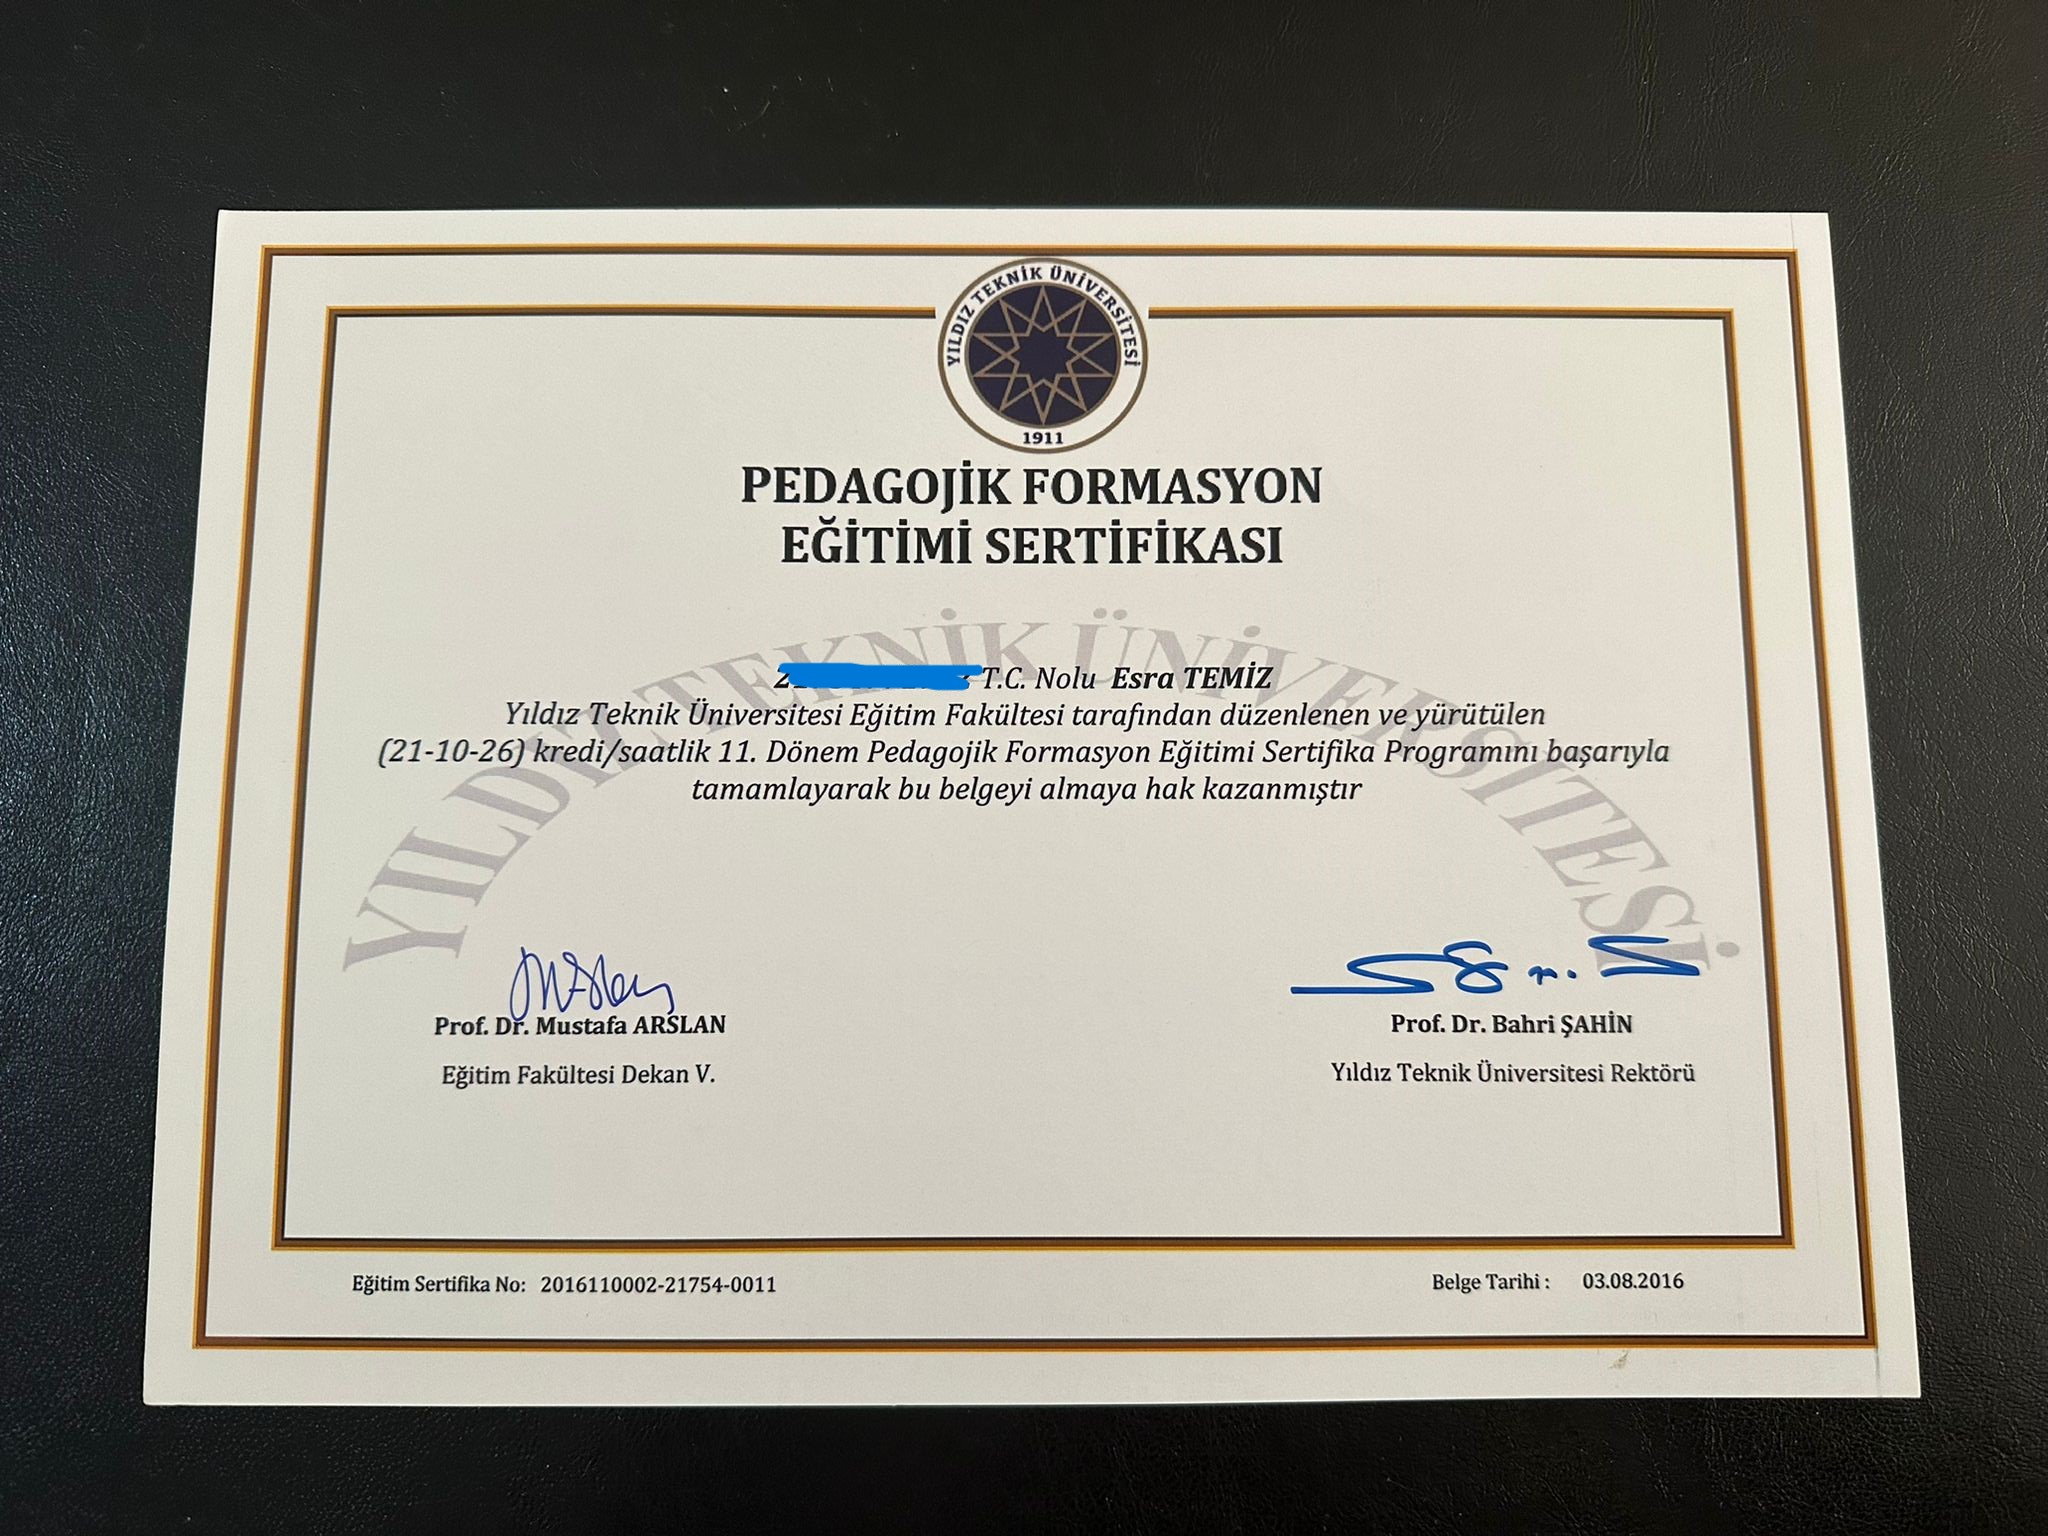 YILDIZ TEKNİK ÜNİVERSİTESİ
1911
PEDAGOJİK FORMASYON
EĞİTİMİ SERTİFİKASI
YILDIZ TEKNİK ÜNİVERSİTESİ
T.C. Nolu Esra TEMİZ
Yıldız Teknik Üniversitesi Eğitim Fakültesi tarafından düzenlenen ve yürütülen
(21-10-26) kredi/saatlik 11. Dönem Pedagojik Formasyon Eğitimi Sertifika Programını başarıyla
tamamlayarak bu belgeyi almaya hak kazanmıştır
Prof. Dr. Mustafa ARSLAN
Eğitim Fakültesi Dekan V.
Prof. Dr. Bahri ŞAHİN
Yıldız Teknik Üniversitesi Rektörü
Eğitim Sertifika No: 2016110002-21754-0011
Belge Tarihi : 03.08.2016